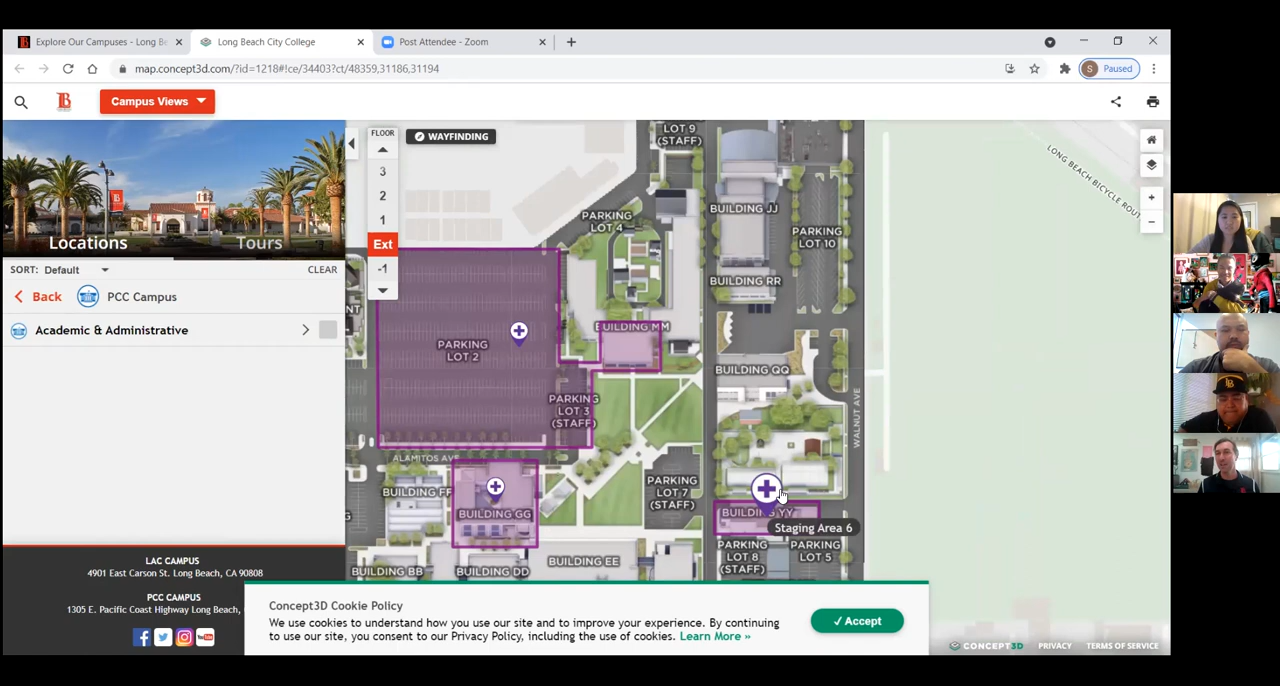 Explore Our Campuses - Long Be
Long Beach City College
Post Attendee - Zoom
map.concept3d.com/?id=1218#!ce/34403?ct/48359,31186,31194
S
Paused
LB
Campus Views
Locations
Tours
SORT: Default
CLEAR
Back
PCC Campus
Academic & Administrative
LAC CAMPUS
4901 East Carson St. Long Beach, CA 90808
PCC CAMPUS
1305 E. Pacific Coast Highway Long Beach,
FLOOR
3
2
1
Ext
-1
WAYFINDING
LOT 9
(STAFF)
BUILDING JJ
PARKING
LOT 4
PARKING
LOT 10
BUILDING RR
BUILDING MM
PARKING
LOT 2
BUILDING QQ
PARKING
LOT 3
(STAFF)
WALNUT AVE
LONG BEACH BICYCLE ROUT
ALAMITOS AVE
BUILDING FF
BUILDING GG
PARKING
LOT 7
(STAFF)
BUILDING YY
Staging Area 6
PARKING
LOT 8
(STAFF)
PARKING
LOT 5
BUILDING BB
BUILDING DD
BUILDING EE
NT
G
Concept3D Cookie Policy
We use cookies to understand how you use our site and to improve your experience. By continuing
to use our site, you consent to our Privacy Policy, including the use of cookies. Learn More »
✓ Accept
CONCEPT3D
PRIVACY
TERMS OF SERVICE